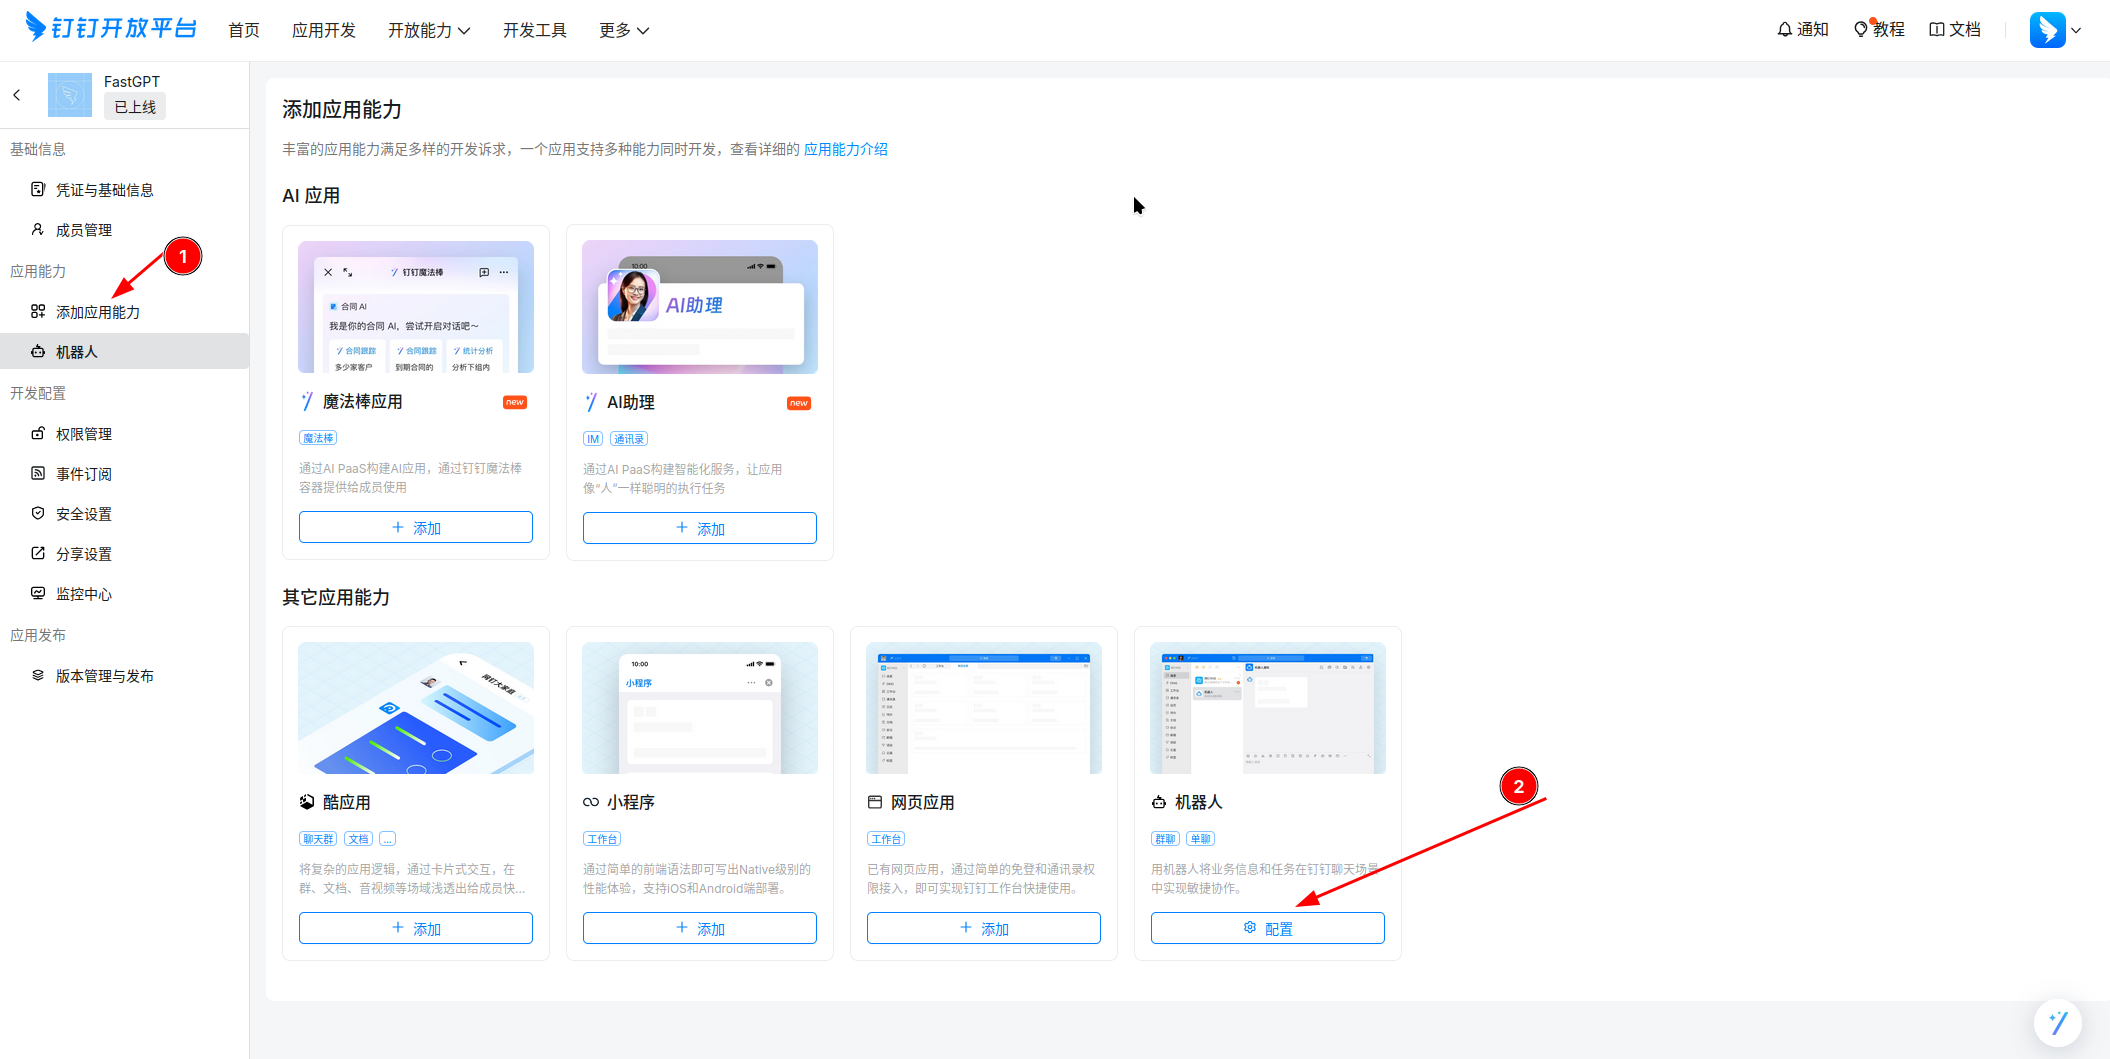 钉钉开放平台
首页
应用开发
开放能力
开发工具
更多
通知
教程
文档
FastGPT
已上线
基础信息
凭证与基础信息
成员管理
应用能力
添加应用能力
机器人
开发配置
权限管理
事件订阅
安全设置
分享设置
监控中心
应用发布
版本管理与发布
1
添加应用能力
丰富的应用能力满足多样的开发诉求，一个应用支持多种能力同时开发，查看详细的 应用能力介绍
AI 应用
钉钉魔法棒
合同 AI
我是你的合同 AI，尝试开启对话吧～
合同跟踪
合同跟踪
统计分析
多少家客户
到期合同的
分析下组内
魔法棒应用
new
魔法棒
通过AI PaaS构建AI应用，通过钉钉魔法棒
容器提供给成员使用
+ 添加
10:00
AI助理
AI助理
new
IM
通讯录
通过AI PaaS构建智能化服务，让应用
像“人”一样聪明的执行任务
+ 添加
其它应用能力
钉钉大家庭
酷应用
聊天群
文档
...
将复杂的应用逻辑，通过卡片式交互，在
群、文档、音视频等场域浅透出给成员快...
+ 添加
10:00
小程序
小程序
工作台
通过简单的前端语法即可写出Native级别的
性能体验，支持iOS和Android端部署。
+ 添加
网页应用
工作台
已有网页应用，通过简单的免登和通讯录权
限接入，即可实现钉钉工作台快捷使用。
+ 添加
机器人
群聊
单聊
用机器人将业务信息和任务在钉钉聊天场景
中实现敏捷协作。
配置
2